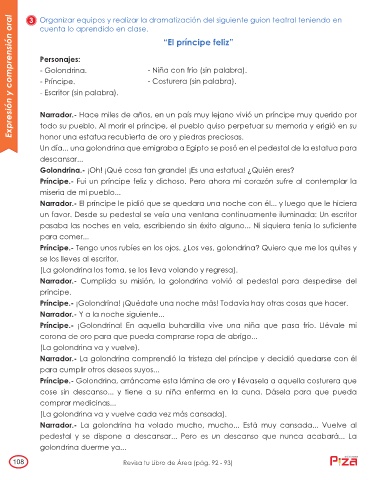 Expresión y comprensión oral
3 Organizar equipos y realizar la dramatización del siguiente guion teatral teniendo en
cuenta lo aprendido en clase.
"El príncipe feliz"
Personajes:
- Golondrina. - Niña con frío (sin palabra).
- Príncipe. - Costurera (sin palabra).
- Escritor (sin palabra).
Narrador.- Hace miles de años, en un país muy lejano vivió un príncipe muy querido por
todo su pueblo. Al morir el príncipe, el pueblo quiso perpetuar su memoria y erigió en su
honor una estatua recubierta de oro y piedras preciosas.
Un día... una golondrina que emigraba a Egipto se posó en el pedestal de la estatua para
descansar...
Golondrina.- ¡Oh! ¡Qué cosa tan grande! ¡Es una estatua! ¿Quién eres?
Príncipe.- Fui un príncipe feliz y dichoso. Pero ahora mi corazón sufre al contemplar la
miseria de mi pueblo...
Narrador.- El príncipe le pidió que se quedara una noche con él... y luego que le hiciera
un favor. Desde su pedestal se veía una ventana continuamente iluminada: Un escritor
pasaba las noches en vela, escribiendo sin éxito alguno... Ni siquiera tenía lo suficiente
para comer...
Príncipe.- Tengo unos rubíes en los ojos. ¿Los ves, golondrina? Quiero que me los quites y
se los lleves al escritor.
(La golondrina los toma, se los lleva volando y regresa).
Narrador.- Cumplida su misión, la golondrina volvió al pedestal para despedirse del
príncipe.
Príncipe.- ¡Golondrina! ¡Quédate una noche más! Todavía hay otras cosas que hacer.
Narrador.- Y a la noche siguiente...
Príncipe.- ¡Golondrina! En aquella buhardilla vive una niña que pasa frío. Llévale mi
corona de oro para que pueda comprarse ropa de abrigo...
(La golondrina va y vuelve).
Narrador.- La golondrina comprendió la tristeza del príncipe y decidió quedarse con él
para cumplir otros deseos suyos...
Príncipe.- Golondrina, arráncame esta lámina de oro y llévasela a aquella costurera que
cose sin descanso... y tiene a su niña enferma en la cuna. Dásela para que pueda
comprar medicinas...
(La golondrina va y vuelve cada vez más cansada).
Narrador.- La golondrina ha volado mucho, mucho... Está muy cansada... Vuelve al
pedestal y se dispone a descansar... Pero es un descanso que nunca acabará... La
golondrina duerme ya...
108 Revisa tu Libro de Área (pág. 92 - 93)